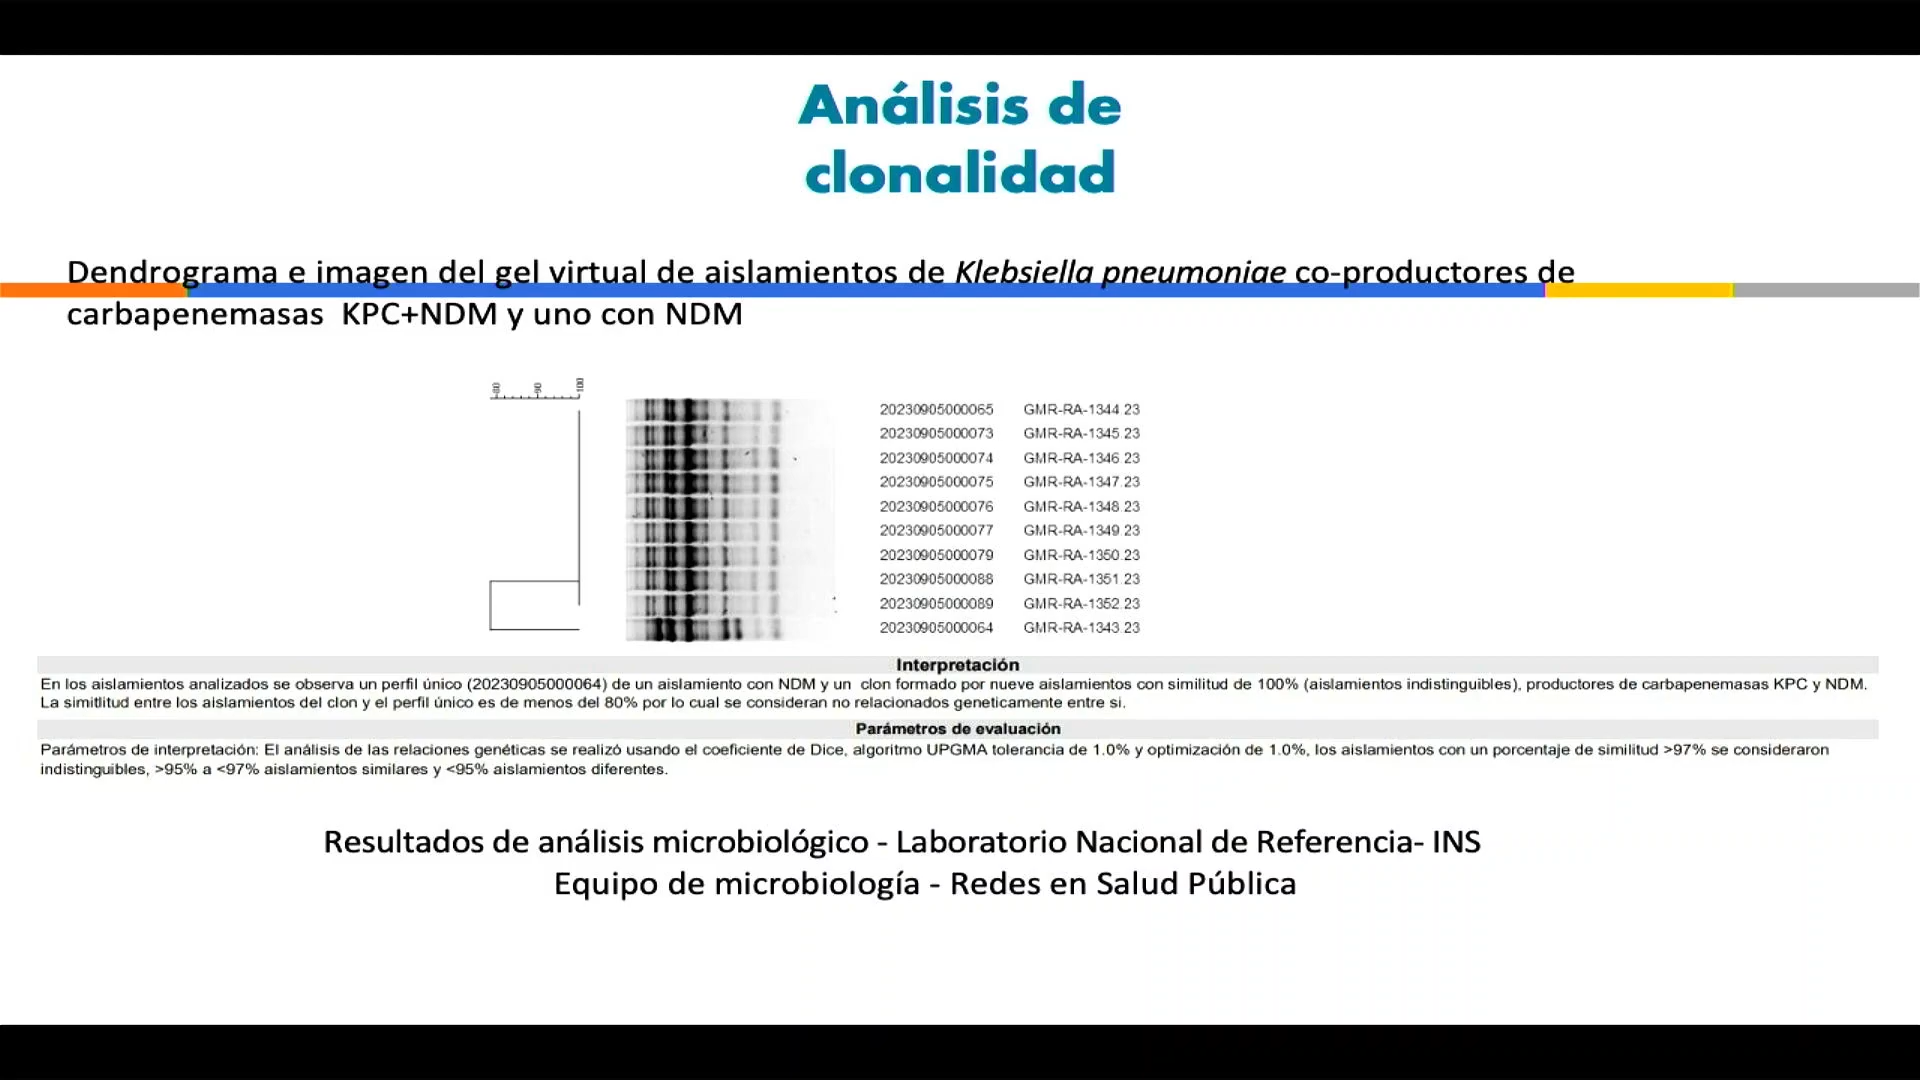 Análisis de
clonalidad
Dendrograma e imagen del gel virtual de aislamientos de Klebsiella pneumoniae co-productores de
carbapenemasas KPC+NDM y uno con NDM
80 90 100
20230905000065 GMR-RA-1344.23
20230905000073 GMR-RA-1345.23
20230905000074 GMR-RA-1346.23
20230905000075 GMR-RA-1347.23
20230905000076 GMR-RA-1348.23
20230905000077 GMR-RA-1349.23
20230905000079 GMR-RA-1350.23
20230905000088 GMR-RA-1351.23
20230905000089 GMR-RA-1352.23
20230905000064 GMR-RA-1343.23
Interpretación
En los aislamientos analizados se observa un perfil único (20230905000064) de un aislamiento con NDM y un clon formado por nueve aislamientos con similitud de 100% (aislamientos indistinguibles), productores de carbapenemasas KPC y NDM.
La simitlitud entre los aislamientos del clon y el perfil único es de menos del 80% por lo cual se consideran no relacionados geneticamente entre si.
Parámetros de evaluación
Parámetros de interpretación: El análisis de las relaciones genéticas se realizó usando el coeficiente de Dice, algoritmo UPGMA tolerancia de 1.0% y optimización de 1.0%, los aislamientos con un porcentaje de similitud >97% se consideraron
indistinguibles, >95% a <97% aislamientos similares y <95% aislamientos diferentes.
Resultados de análisis microbiológico - Laboratorio Nacional de Referencia- INS
Equipo de microbiología - Redes en Salud Pública